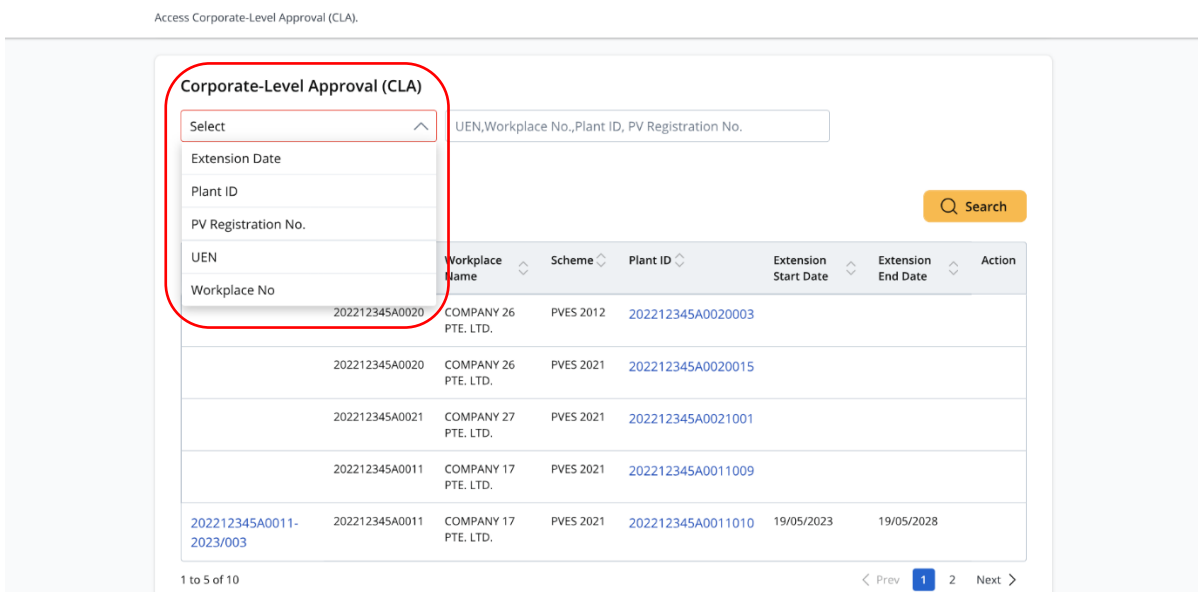 Access Corporate-Level Approval (CLA).
Corporate-Level Approval (CLA)
Select
UEN,Workplace No.,Plant ID, PV Registration No.
Extension Date
Plant ID
PV Registration No.
UEN
Workplace No
Search
Workplace Name
Scheme
Plant ID
Extension Start Date
Extension End Date
Action
202212345A0020 COMPANY 26 PTE. LTD. PVES 2012 202212345A0020003
202212345A0020 COMPANY 26 PTE. LTD. PVES 2021 202212345A0020015
202212345A0021 COMPANY 27 PTE. LTD. PVES 2021 202212345A0021001
202212345A0011 COMPANY 17 PTE. LTD. PVES 2021 202212345A0011009
202212345A0011-2023/003 202212345A0011 COMPANY 17 PTE. LTD. PVES 2021 202212345A0011010 19/05/2023 19/05/2028
1 to 5 of 10
Prev 1 2 Next